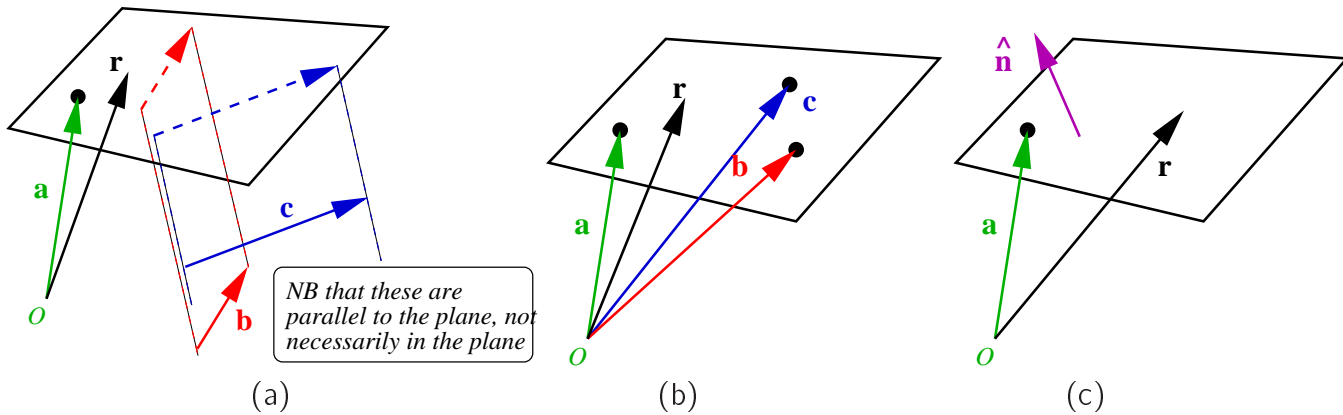 r
a
O
c
b
NB that these are
parallel to the plane, not
necessarily in the plane
(a)
r
c
b
a
O
(b)
n̂
r
a
O
(c)